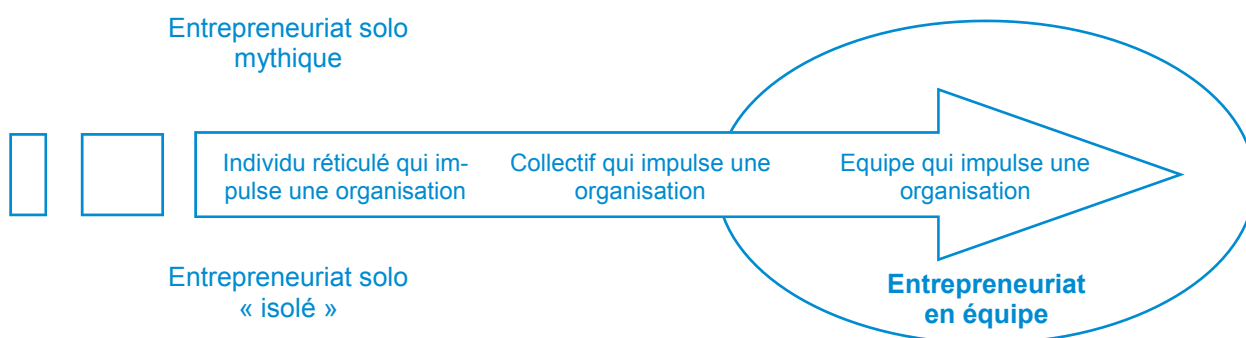 Entrepreneuriat solo
mythique
Individu réticulé qui im-
pulse une organisation
Collectif qui impulse une
organisation
Equipe qui impulse une
organisation
Entrepreneuriat solo
« isolé »
Entrepreneuriat
en équipe